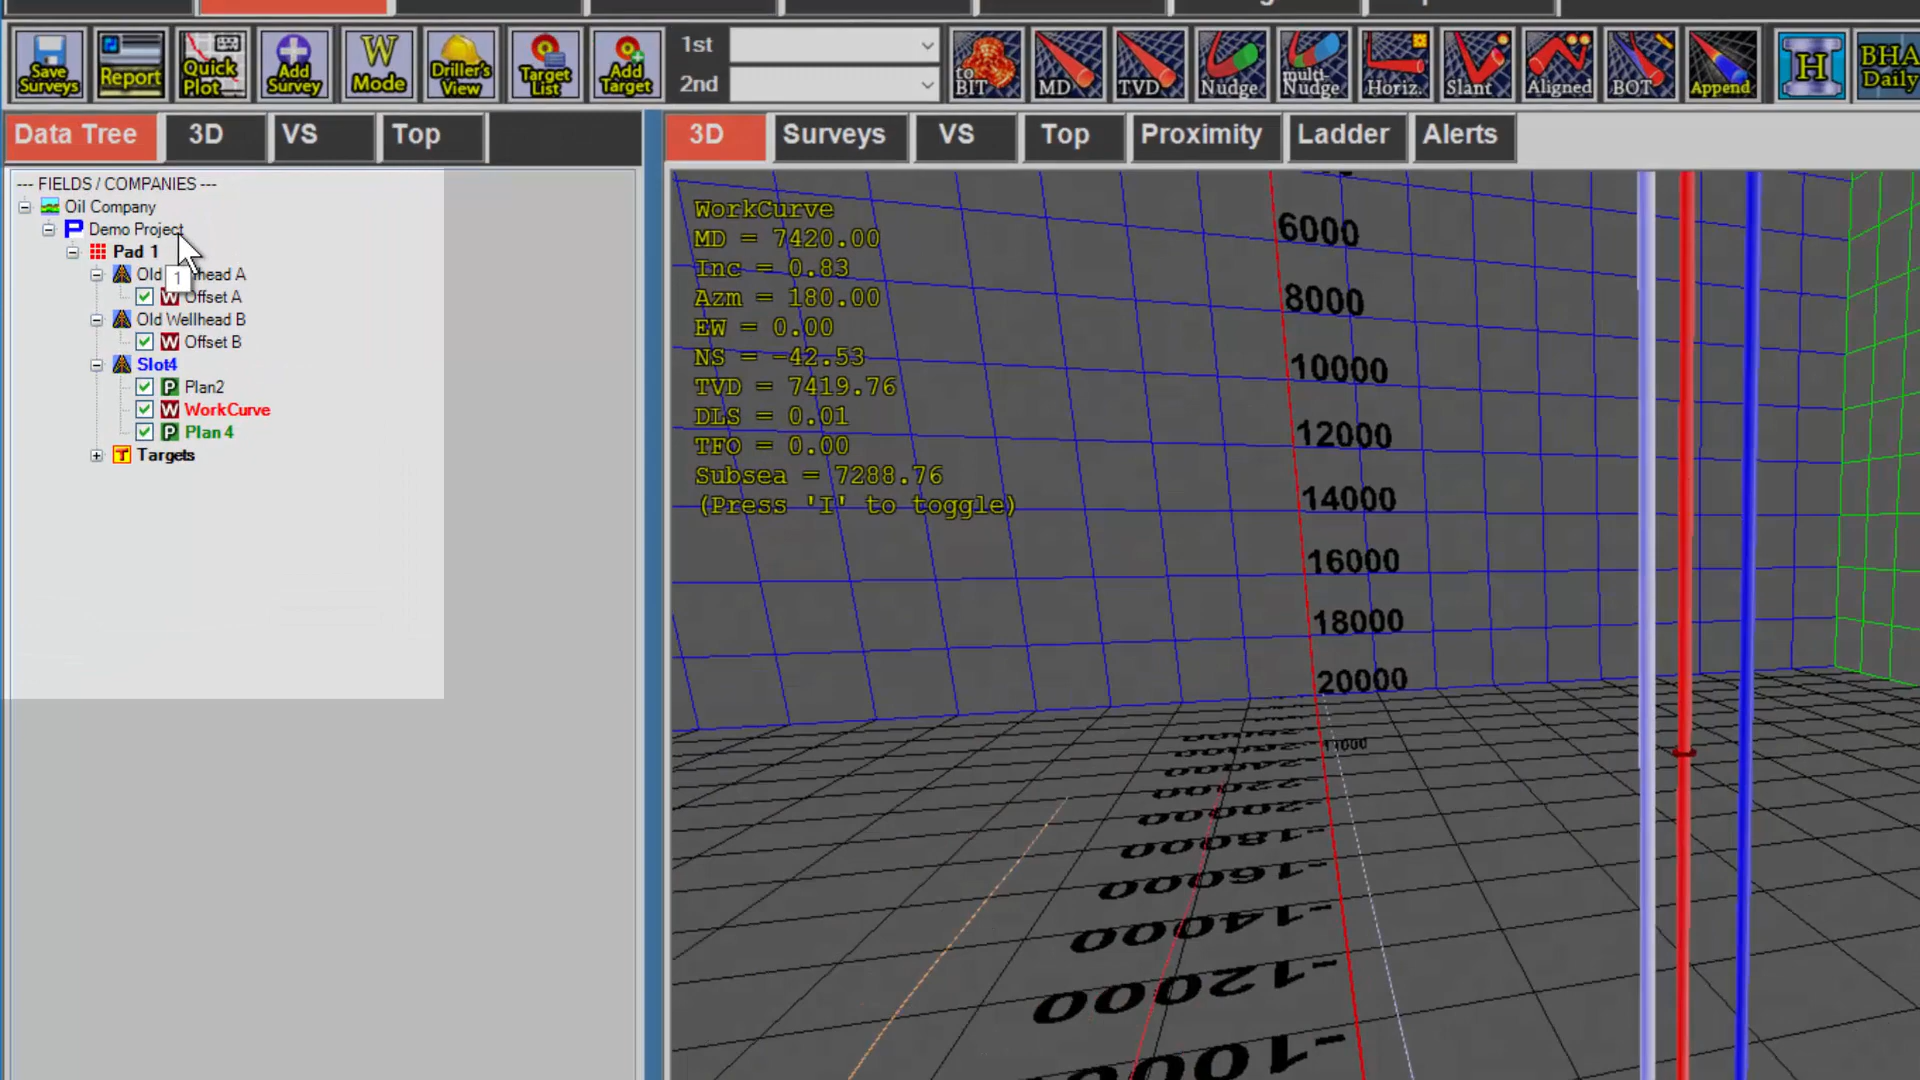 Save Surveys
Report
Quick Plot
Add Survey
W Mode
Driller's View
Target List
Add Target
1st
2nd
to BIT
MD
TVD
Nudge
multi-Nudge
Horiz.
Slant
Aligned
BOT
Append
H
BHA Daily
Data Tree
3D
VS
Top
3D
Surveys
VS
Top
Proximity
Ladder
Alerts
--- FIELDS / COMPANIES ---
Oil Company
P Demo Project
Pad 1
Old head A
1
W Offset A
Old Wellhead B
W Offset B
Slot4
P Plan2
W WorkCurve
P Plan 4
T Targets
WorkCurve
MD = 7420.00
Inc = 0.83
Azm = 180.00
EW = 0.00
NS = -42.53
TVD = 7419.76
DLS = 0.01
TFO = 0.00
Subsea = 7288.76
(Press 'I' to toggle)
6000
8000
10000
12000
14000
16000
18000
20000
-18000
-16000
-14000
-12000